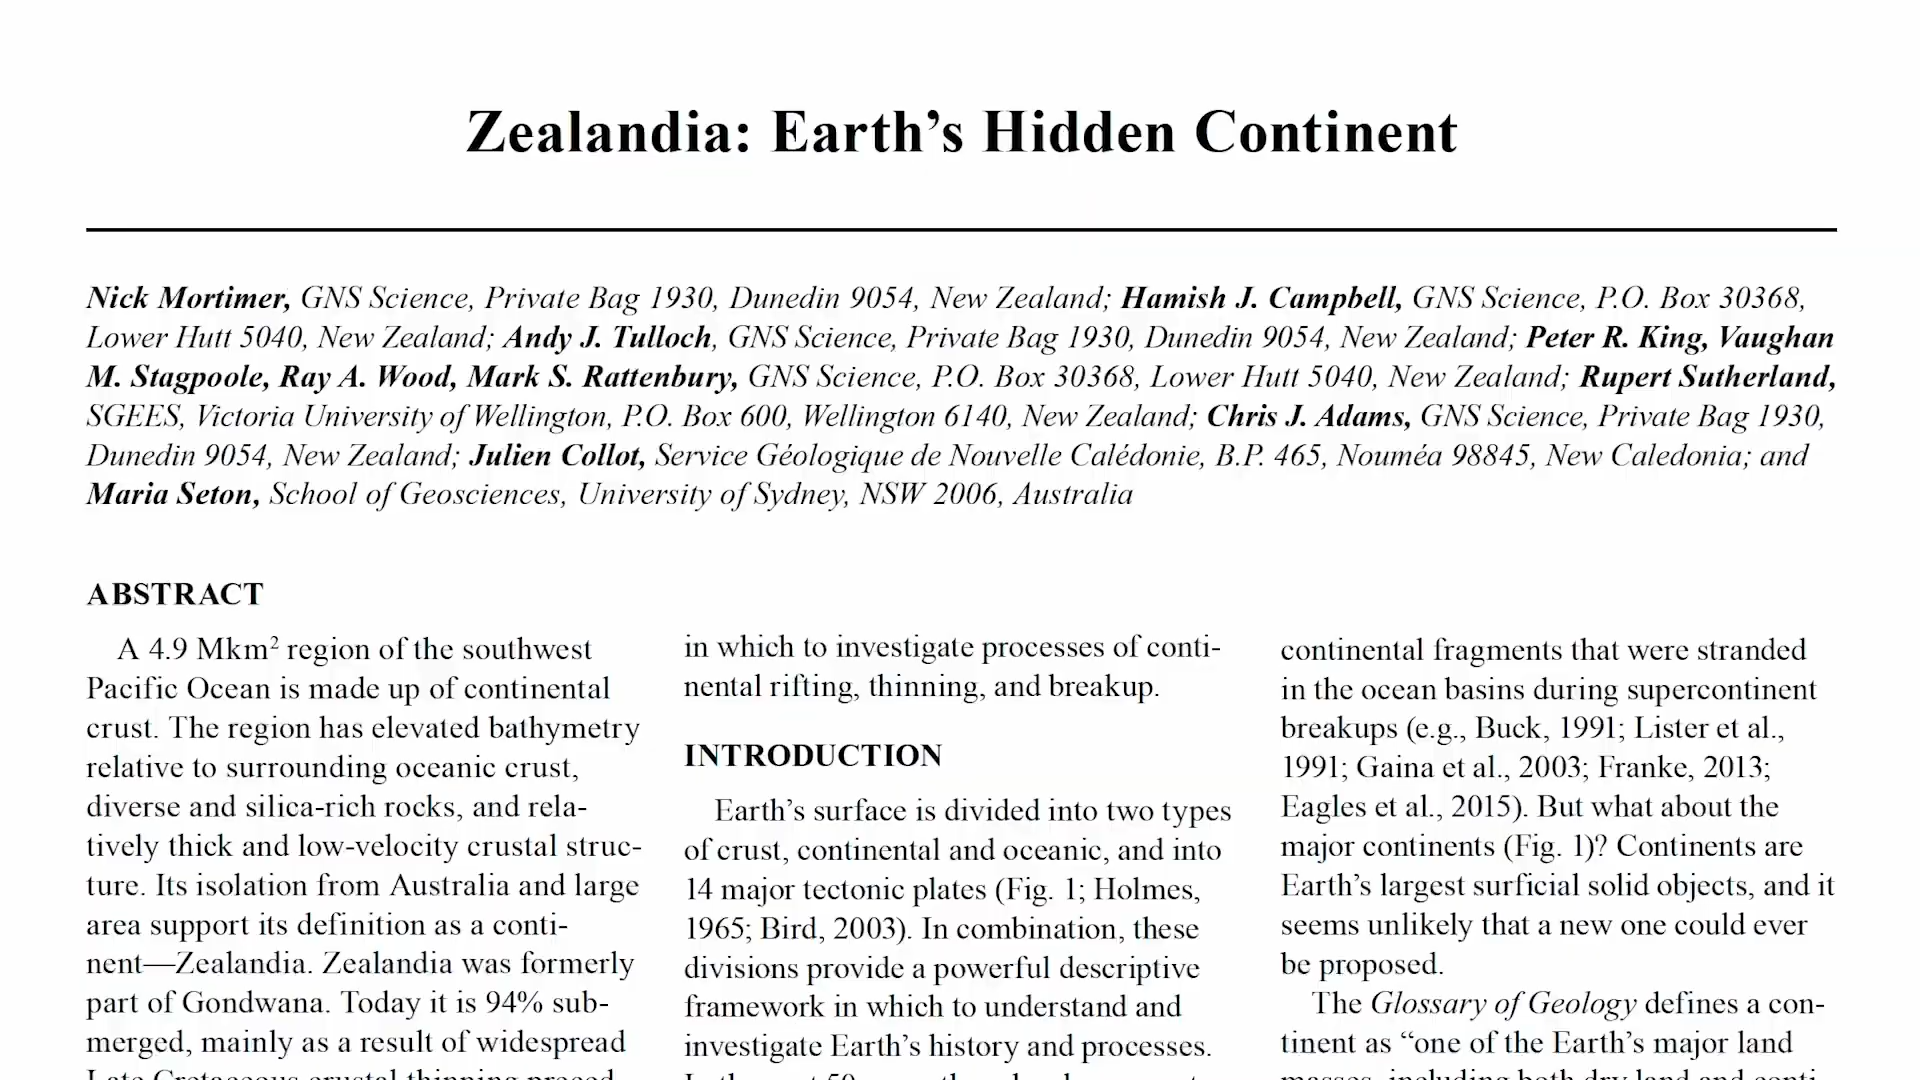 Zealandia: Earth’s Hidden Continent
Nick Mortimer, GNS Science, Private Bag 1930, Dunedin 9054, New Zealand; Hamish J. Campbell, GNS Science, P.O. Box 30368,
Lower Hutt 5040, New Zealand; Andy J. Tulloch, GNS Science, Private Bag 1930, Dunedin 9054, New Zealand; Peter R. King, Vaughan
M. Stagpoole, Ray A. Wood, Mark S. Rattenbury, GNS Science, P.O. Box 30368, Lower Hutt 5040, New Zealand; Rupert Sutherland,
SGEES, Victoria University of Wellington, P.O. Box 600, Wellington 6140, New Zealand; Chris J. Adams, GNS Science, Private Bag 1930,
Dunedin 9054, New Zealand; Julien Collot, Service Géologique de Nouvelle Calédonie, B.P. 465, Nouméa 98845, New Caledonia; and
Maria Seton, School of Geosciences, University of Sydney, NSW 2006, Australia
ABSTRACT
A 4.9 Mkm² region of the southwest
Pacific Ocean is made up of continental
crust. The region has elevated bathymetry
relative to surrounding oceanic crust,
diverse and silica-rich rocks, and rela-
tively thick and low-velocity crustal struc-
ture. Its isolation from Australia and large
area support its definition as a conti-
nent—Zealandia. Zealandia was formerly
part of Gondwana. Today it is 94% sub-
merged, mainly as a result of widespread
Late Cretaceous crustal thinning preced-
in which to investigate processes of conti-
nental rifting, thinning, and breakup.
INTRODUCTION
Earth’s surface is divided into two types
of crust, continental and oceanic, and into
14 major tectonic plates (Fig. 1; Holmes,
1965; Bird, 2003). In combination, these
divisions provide a powerful descriptive
framework in which to understand and
investigate Earth’s history and processes.
continental fragments that were stranded
in the ocean basins during supercontinent
breakups (e.g., Buck, 1991; Lister et al.,
1991; Gaina et al., 2003; Franke, 2013;
Eagles et al., 2015). But what about the
major continents (Fig. 1)? Continents are
Earth’s largest surficial solid objects, and it
seems unlikely that a new one could ever
be proposed.
The Glossary of Geology defines a con-
tinent as “one of the Earth’s major land
masses, including both dry land and conti-